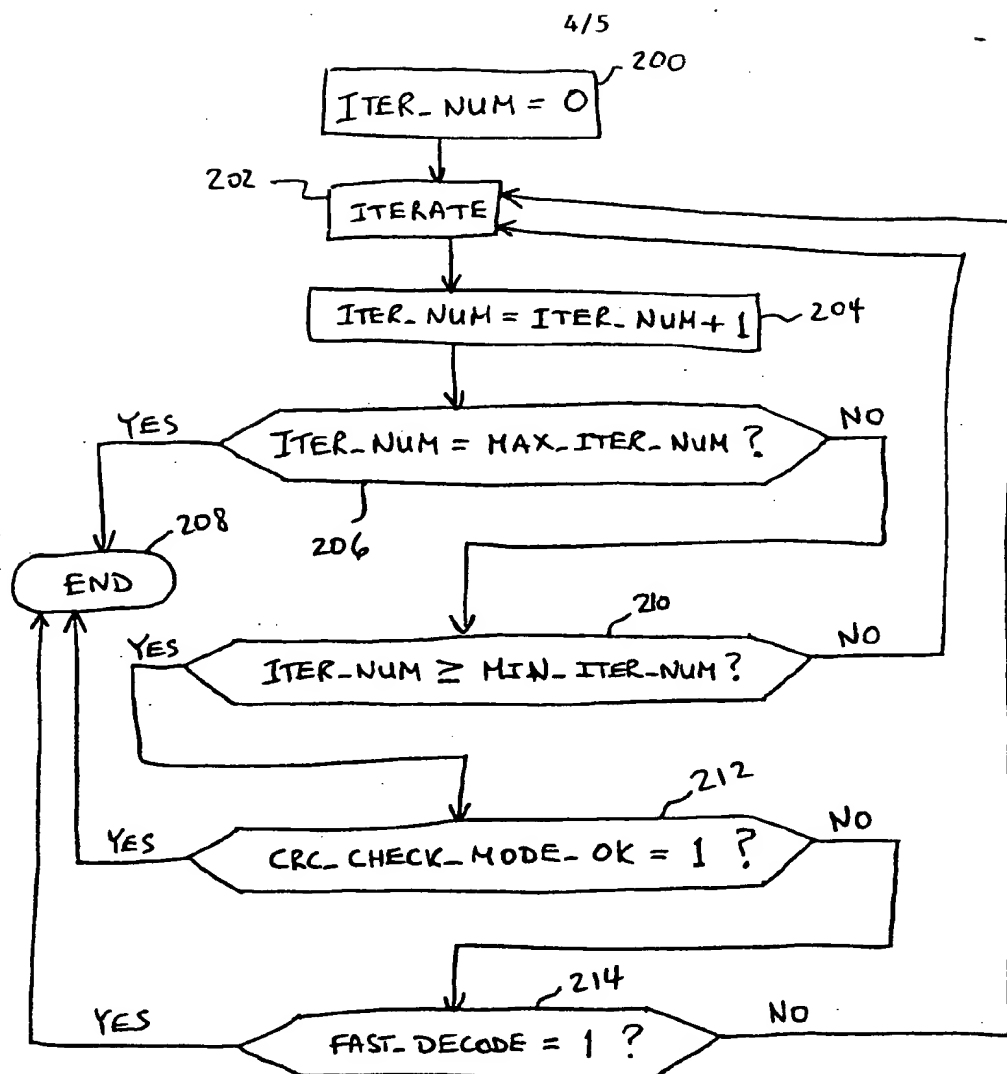 4/5
200
ITER_NUM = 0
202
ITERATE
ITER_NUM = ITER_NUM + 1
204
YES
ITER_NUM = MAX_ITER_NUM ?
NO
206
208
END
210
YES
ITER_NUM ≥ MIN_ITER_NUM ?
NO
212
YES
CRC_CHECK_MODE_OK = 1 ?
NO
214
YES
FAST_DECODE = 1 ?
NO